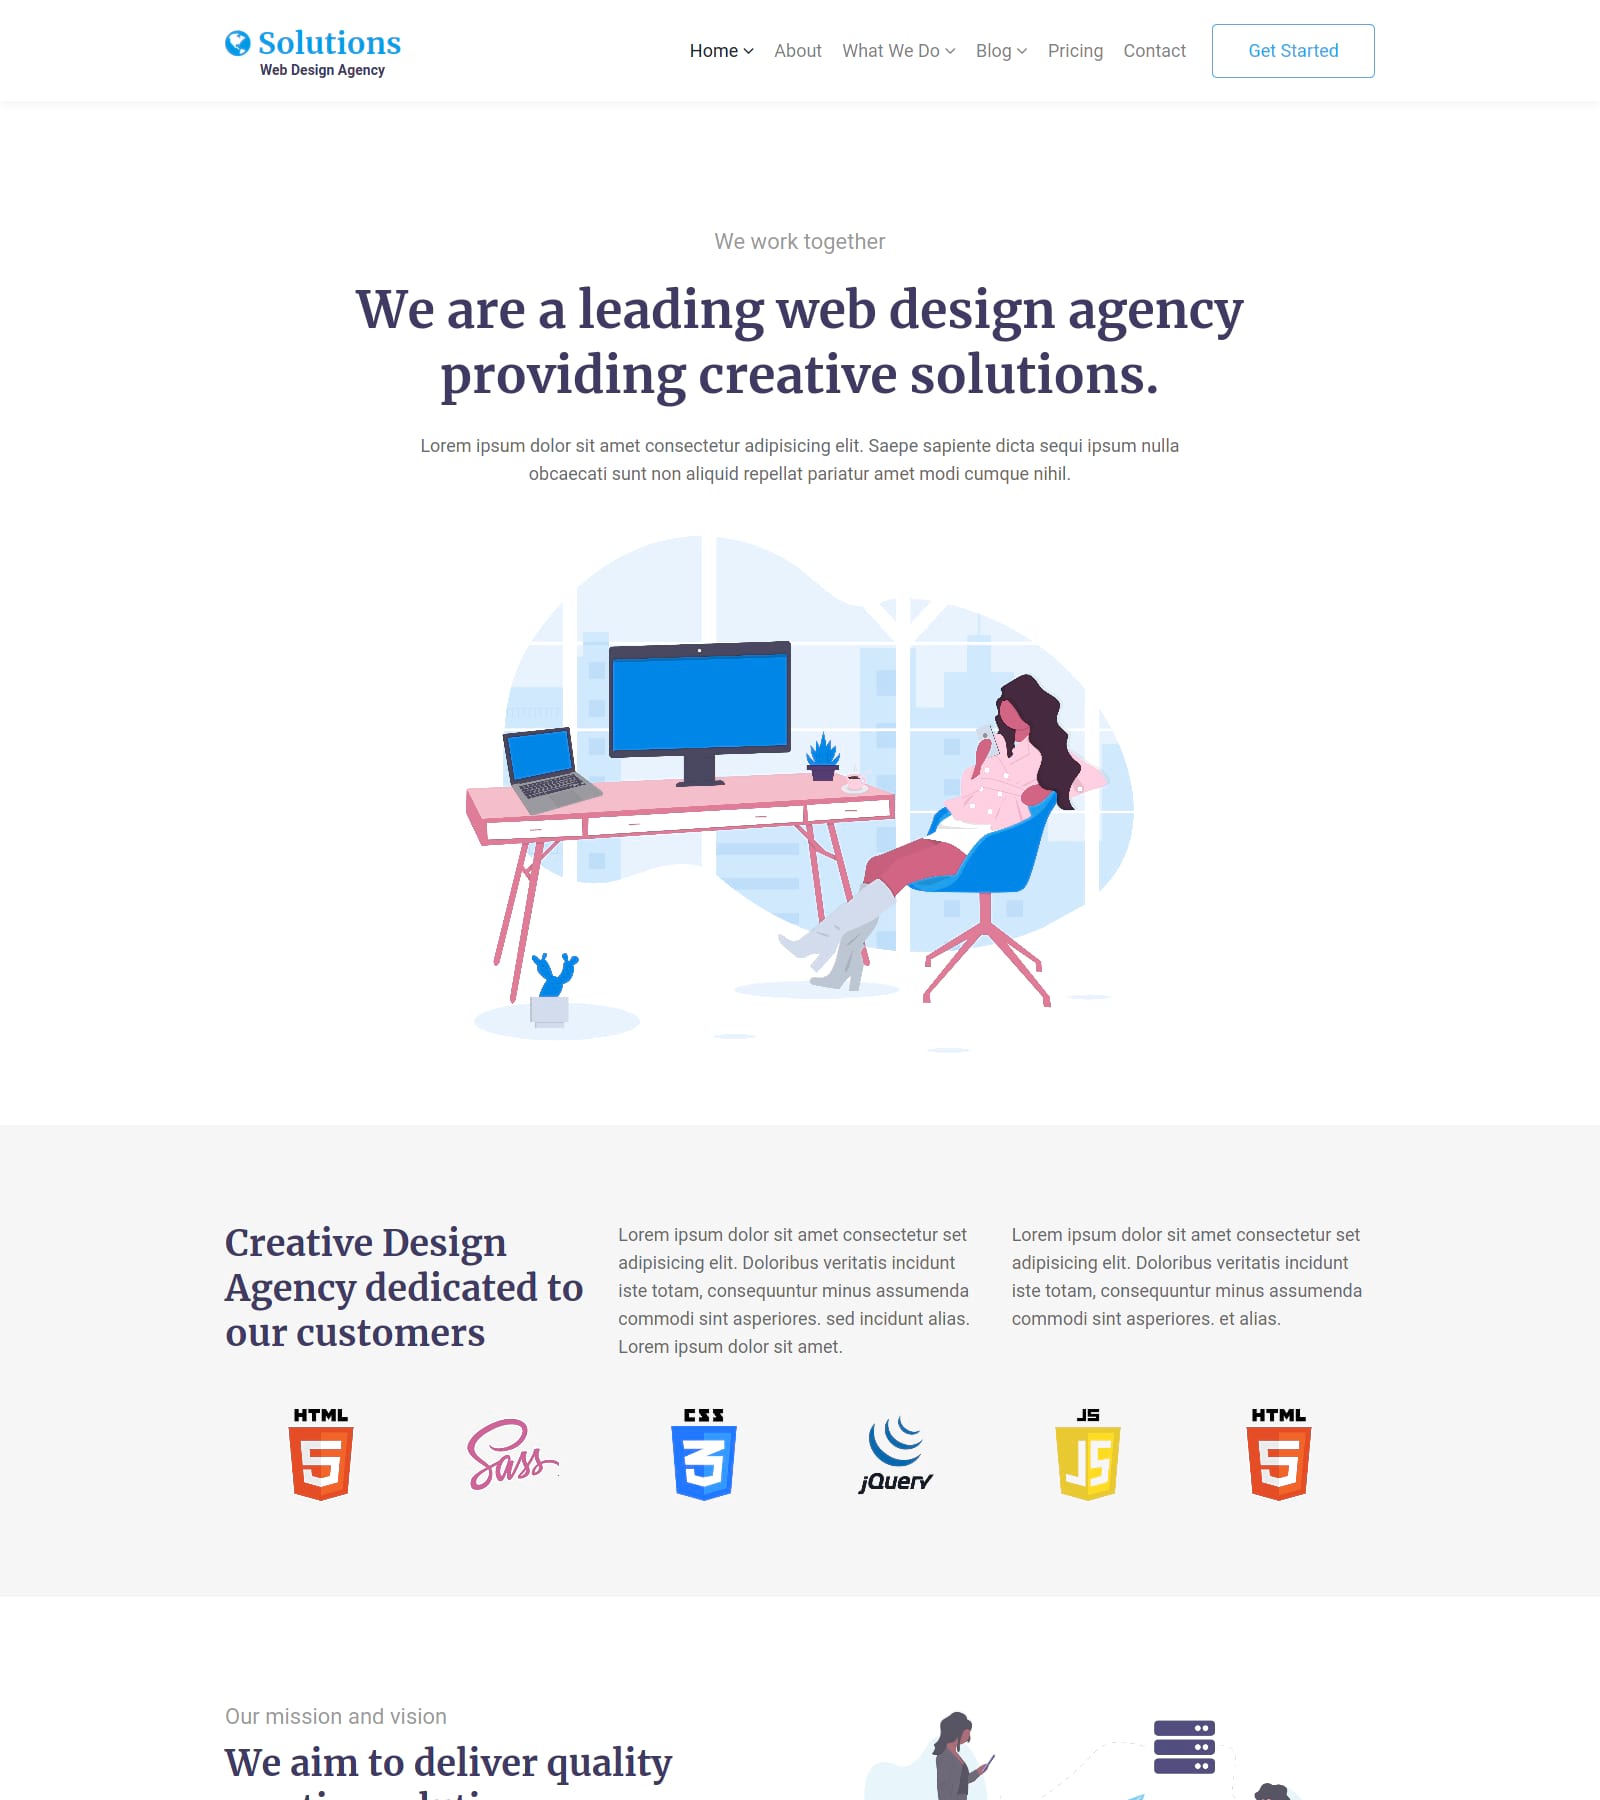 Solutions
Web Design Agency
Home
About
What We Do
Blog
Pricing
Contact
Get Started
We work together
We are a leading web design agency
providing creative solutions.
Lorem ipsum dolor sit amet consectetur adipisicing elit. Saepe sapiente dicta sequi ipsum nulla
obcaecati sunt non aliquid repellat pariatur amet modi cumque nihil.
Creative Design
Agency dedicated to
our customers
Lorem ipsum dolor sit amet consectetur set
adipisicing elit. Doloribus veritatis incidunt
iste totam, consequuntur minus assumenda
commodi sint asperiores. sed incidunt alias.
Lorem ipsum dolor sit amet.
Lorem ipsum dolor sit amet consectetur set
adipisicing elit. Doloribus veritatis incidunt
iste totam, consequuntur minus assumenda
commodi sint asperiores. et alias.
HTML
5
Sass
CSS
3
jQuery
JS
JS
HTML
5
Our mission and vision
We aim to deliver quality